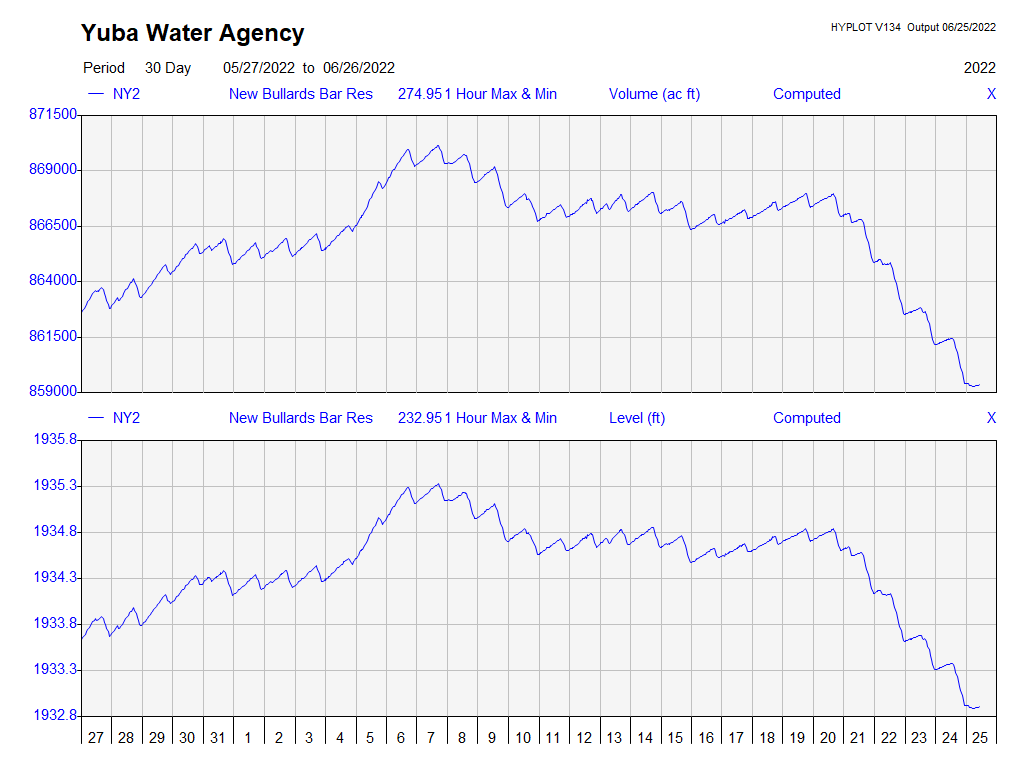 Yuba Water Agency
HYPLOT V134 Output 06/25/2022
Period 30 Day 05/27/2022 to 06/26/2022 2022
NY2 New Bullards Bar Res 274.95 1 Hour Max & Min Volume (ac ft) Computed X
871500
869000
866500
864000
861500
859000
NY2 New Bullards Bar Res 232.95 1 Hour Max & Min Level (ft) Computed X
1935.8
1935.3
1934.8
1934.3
1933.8
1933.3
1932.8
27 28 29 30 31 1 2 3 4 5 6 7 8 9 10 11 12 13 14 15 16 17 18 19 20 21 22 23 24 25